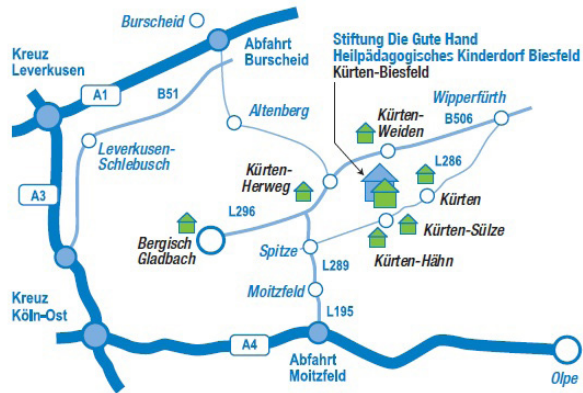 Burscheid
Abfahrt
Burscheid
Stiftung Die Gute Hand
Heilpädagogisches Kinderdorf Biesfeld
Kürten-Biesfeld
Kreuz
Leverkusen
A1
B51
Altenberg
Wipperfürth
B506
Kürten-
Weiden
Leverkusen-
Schlebusch
L286
Kürten-
Herweg
A3
Kürten
L296
Kürten-Sülze
Bergisch
Gladbach
Spitze
Kürten-Hähn
L289
Moitzfeld
Kreuz
Köln-Ost
L195
A4
Abfahrt
Moitzfeld
Olpe